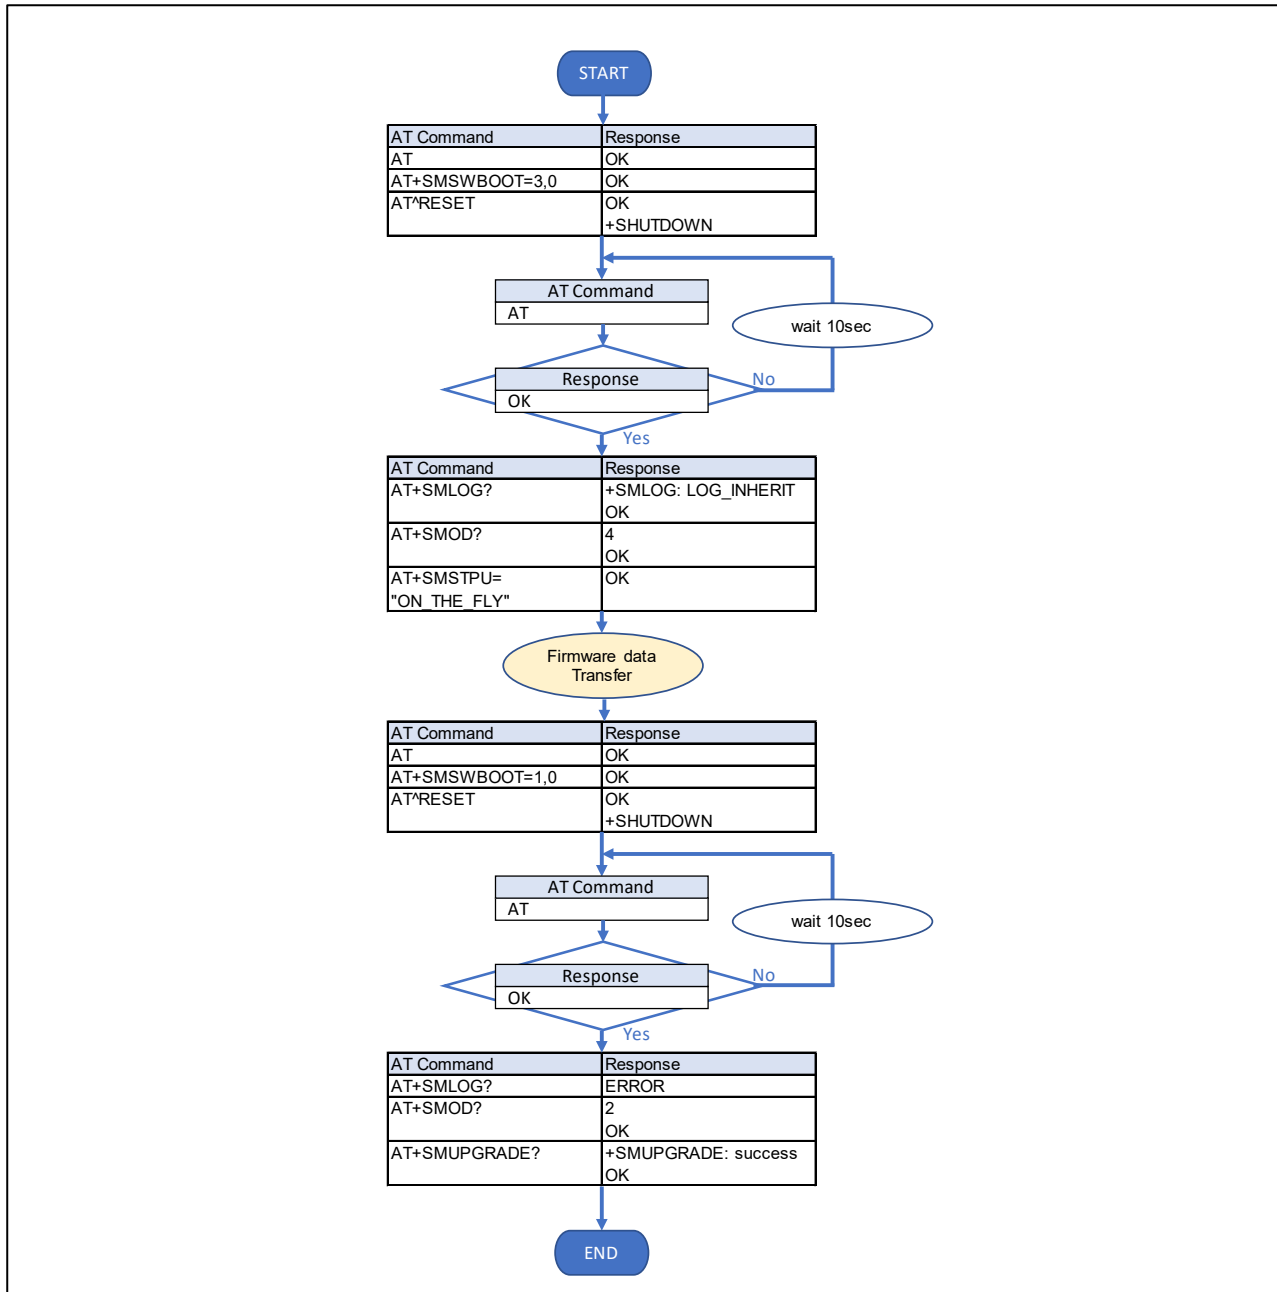 START
AT Command Response
AT OK
AT+SMSWBOOT=3,0 OK
AT^RESET OK
+SHUTDOWN
AT Command
AT
wait 10sec
Response
No
OK
Yes
AT Command Response
AT+SMLOG? +SMLOG: LOG_INHERIT
OK
AT+SMOD? 4
OK
AT+SMSTPU= OK
"ON_THE_FLY"
Firmware data
Transfer
AT Command Response
AT OK
AT+SMSWBOOT=1,0 OK
AT^RESET OK
+SHUTDOWN
AT Command
AT
wait 10sec
Response
No
OK
Yes
AT Command Response
AT+SMLOG? ERROR
AT+SMOD? 2
OK
AT+SMUPGRADE? +SMUPGRADE: success
OK
END